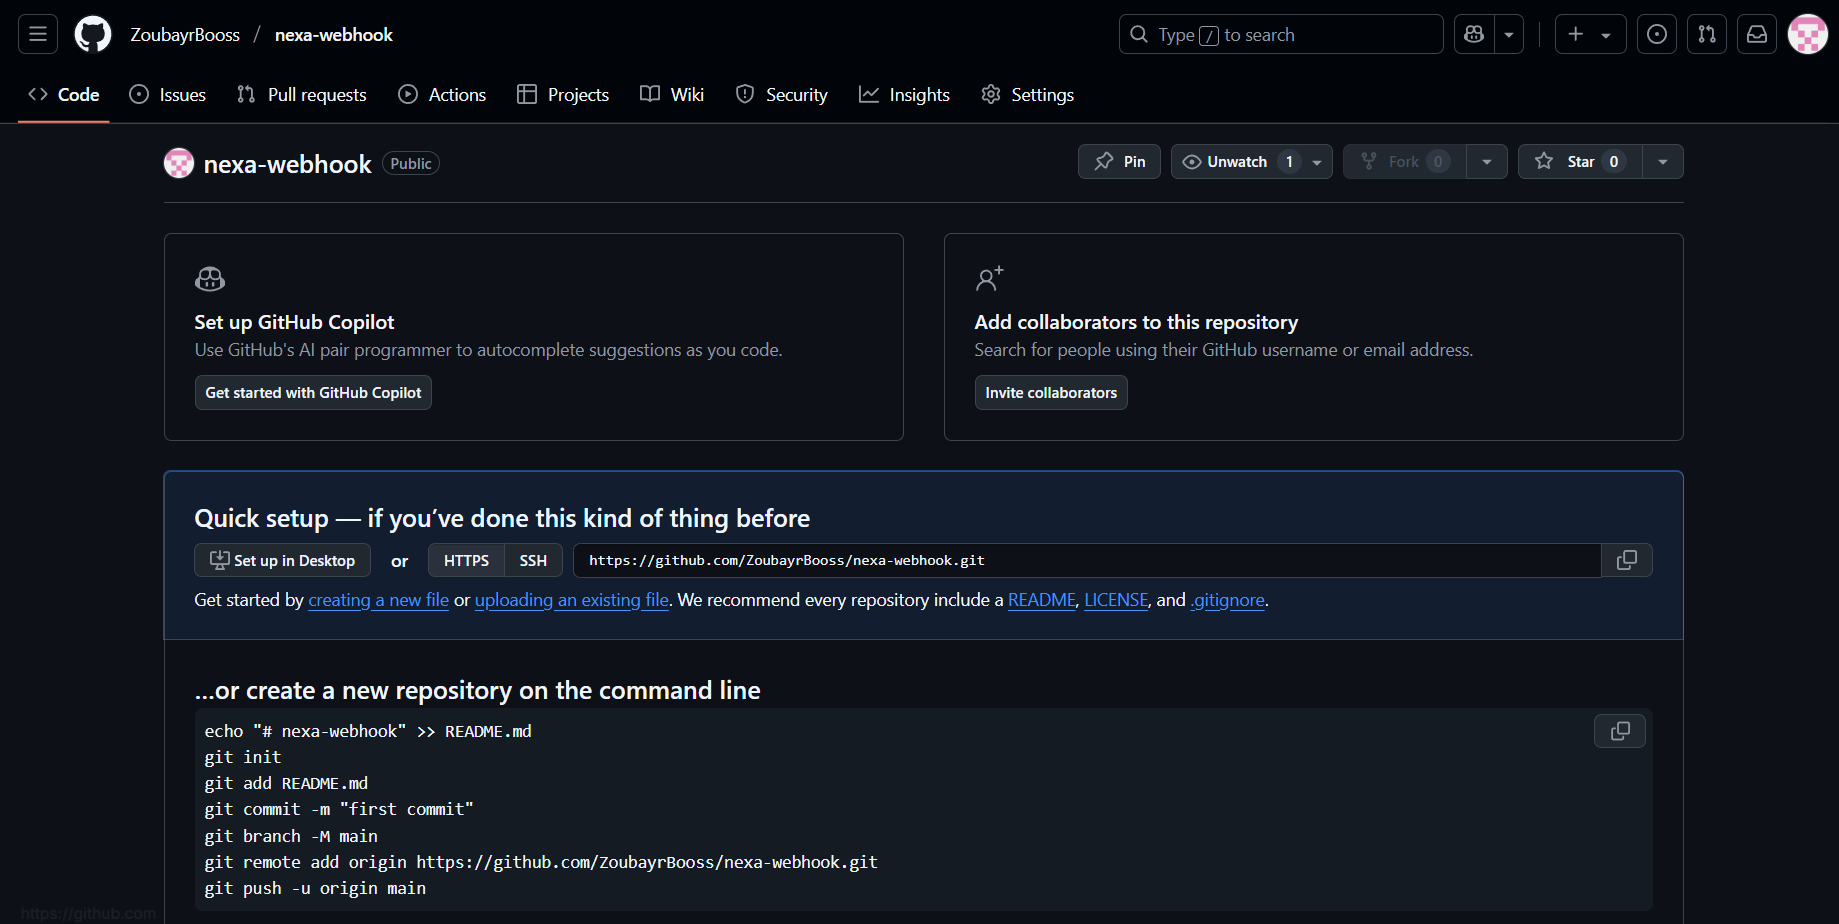 ZoubayrBooss / nexa-webhook
Type / to search
Code Issues Pull requests Actions Projects Wiki Security Insights Settings
nexa-webhook Public
Pin Unwatch 1 Fork 0 Star 0
Set up GitHub Copilot
Use GitHub's AI pair programmer to autocomplete suggestions as you code.
Get started with GitHub Copilot
Add collaborators to this repository
Search for people using their GitHub username or email address.
Invite collaborators
Quick setup — if you’ve done this kind of thing before
Set up in Desktop or HTTPS SSH https://github.com/ZoubayrBooss/nexa-webhook.git
Get started by creating a new file or uploading an existing file. We recommend every repository include a README, LICENSE, and .gitignore.
…or create a new repository on the command line
echo "# nexa-webhook" >> README.md
git init
git add README.md
git commit -m "first commit"
git branch -M main
git remote add origin https://github.com/ZoubayrBooss/nexa-webhook.git
git push -u origin main
https://github.com